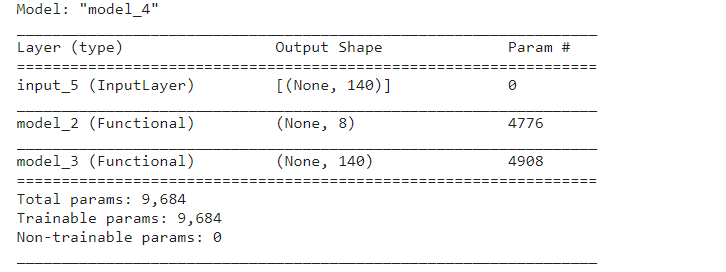 Model: "model_4"
_________________________________________________________________
Layer (type)                 Output Shape              Param #
=================================================================
input_5 (InputLayer)         [(None, 140)]             0
_________________________________________________________________
model_2 (Functional)         (None, 8)                 4776
_________________________________________________________________
model_3 (Functional)         (None, 140)               4908
=================================================================
Total params: 9,684
Trainable params: 9,684
Non-trainable params: 0
_________________________________________________________________